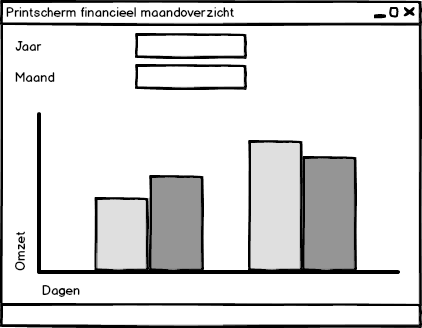 Printscherm financieel maandoverzicht
Jaar
Maand
Omzet
Dagen